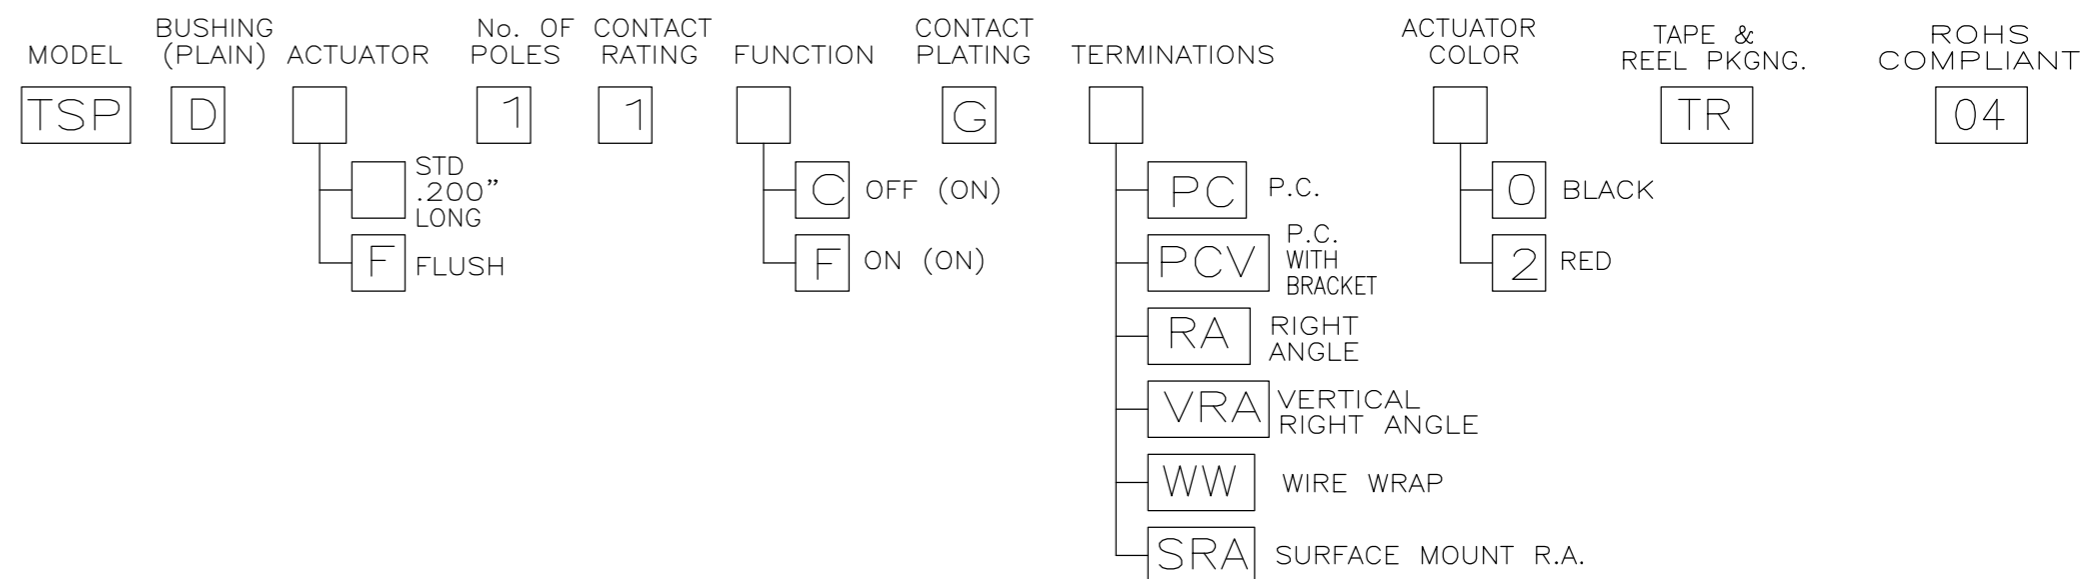 MODEL
BUSHING
(PLAIN)
ACTUATOR
No. OF
POLES
CONTACT
RATING
FUNCTION
CONTACT
PLATING
TERMINATIONS
ACTUATOR
COLOR
TAPE &
REEL PKGNG.
ROHS
COMPLIANT
TSP
D
1
1
G
TR
04
STD
.200"
LONG
F
FLUSH
C
OFF (ON)
F
ON (ON)
PC
P.C.
PCV
P.C.
WITH
BRACKET
RA
RIGHT
ANGLE
VRA
VERTICAL
RIGHT ANGLE
WW
WIRE WRAP
SRA
SURFACE MOUNT R.A.
0
BLACK
2
RED